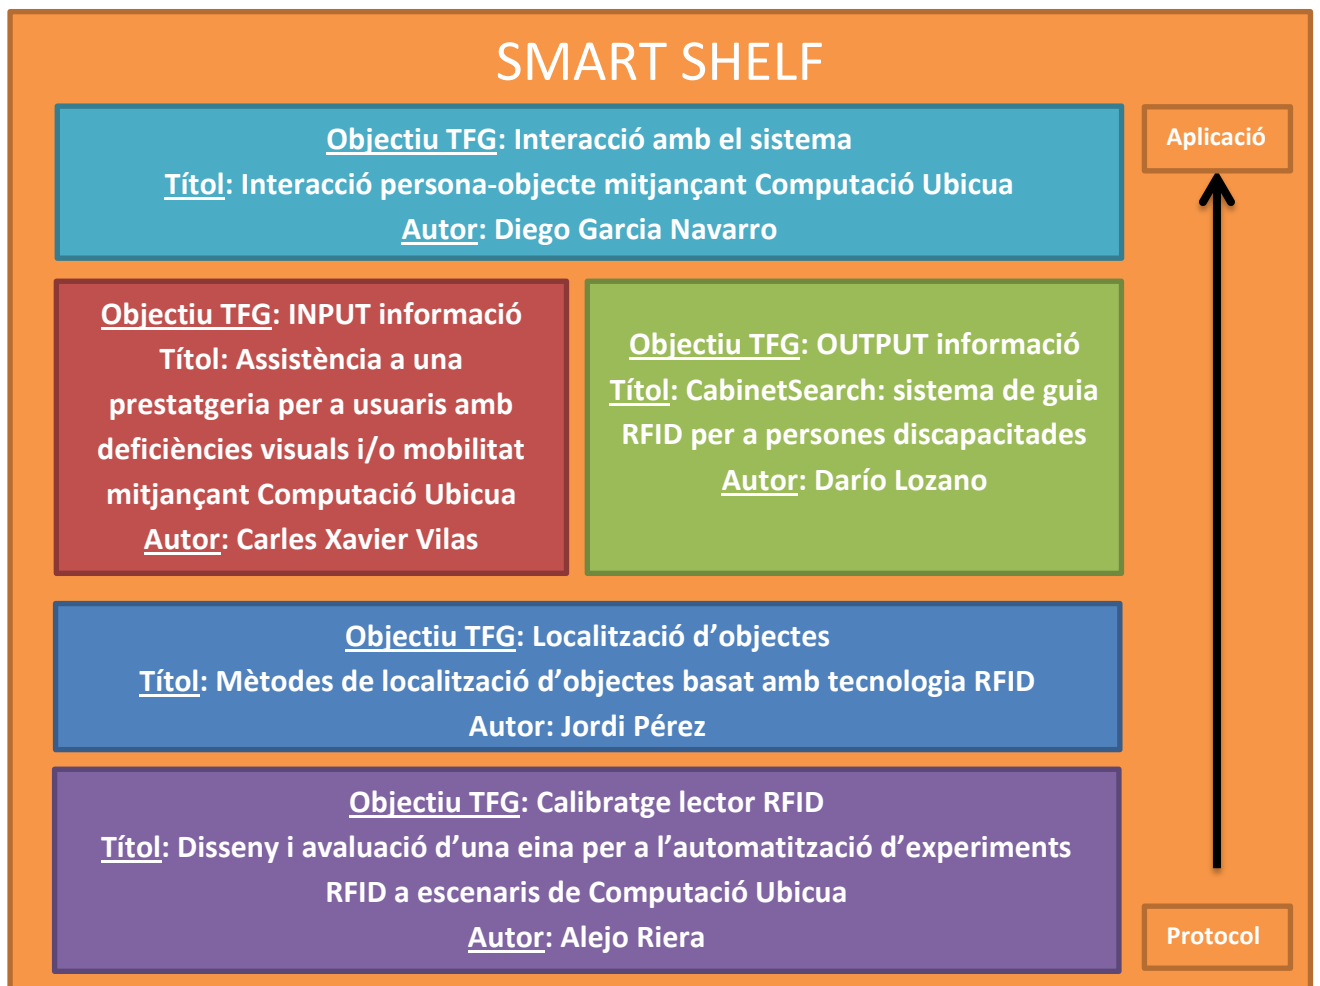 SMART SHELF
Objectiu TFG: Interacció amb el sistema
Títol: Interacció persona-objecte mitjançant Computació Ubicua
Autor: Diego Garcia Navarro
Aplicació
Objectiu TFG: INPUT informació
Títol: Assistència a una
prestatgeria per a usuaris amb
deficiències visuals i/o mobilitat
mitjançant Computació Ubicua
Autor: Carles Xavier Vilas
Objectiu TFG: OUTPUT informació
Títol: CabinetSearch: sistema de guia
RFID per a persones discapacitades
Autor: Darío Lozano
Objectiu TFG: Localització d’objectes
Títol: Mètodes de localització d’objectes basat amb tecnologia RFID
Autor: Jordi Pérez
Objectiu TFG: Calibratge lector RFID
Títol: Disseny i avaluació d’una eina per a l’automatització d’experiments
RFID a escenaris de Computació Ubicua
Autor: Alejo Riera
Protocol